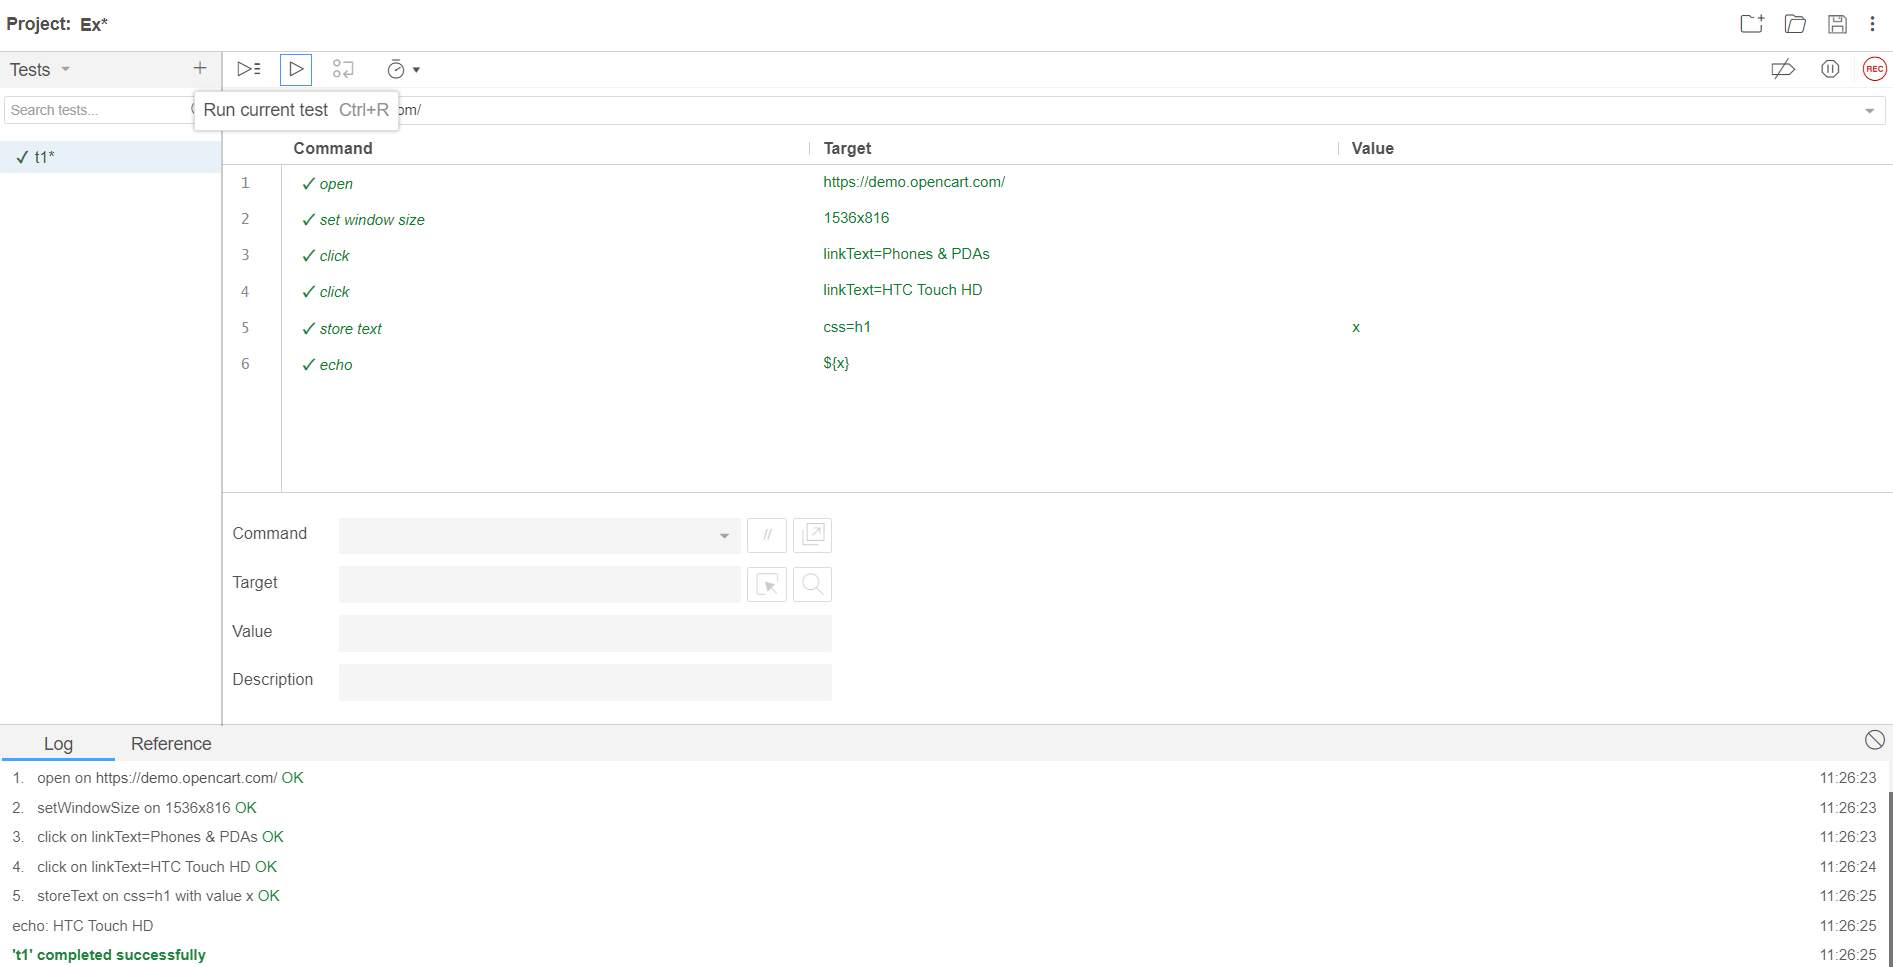 Project: Ex*
Tests
REC
Search tests...
Run current test Ctrl+R
om/
Command Target Value
✓ t1*
1 ✓ open https://demo.opencart.com/
2 ✓ set window size 1536x816
3 ✓ click linkText=Phones & PDAs
4 ✓ click linkText=HTC Touch HD
5 ✓ store text css=h1 x
6 ✓ echo ${x}
Command //
Target
Value
Description
Log Reference
1. open on https://demo.opencart.com/ OK 11:26:23
2. setWindowSize on 1536x816 OK 11:26:23
3. click on linkText=Phones & PDAs OK 11:26:23
4. click on linkText=HTC Touch HD OK 11:26:24
5. storeText on css=h1 with value x OK 11:26:25
echo: HTC Touch HD 11:26:25
't1' completed successfully 11:26:25